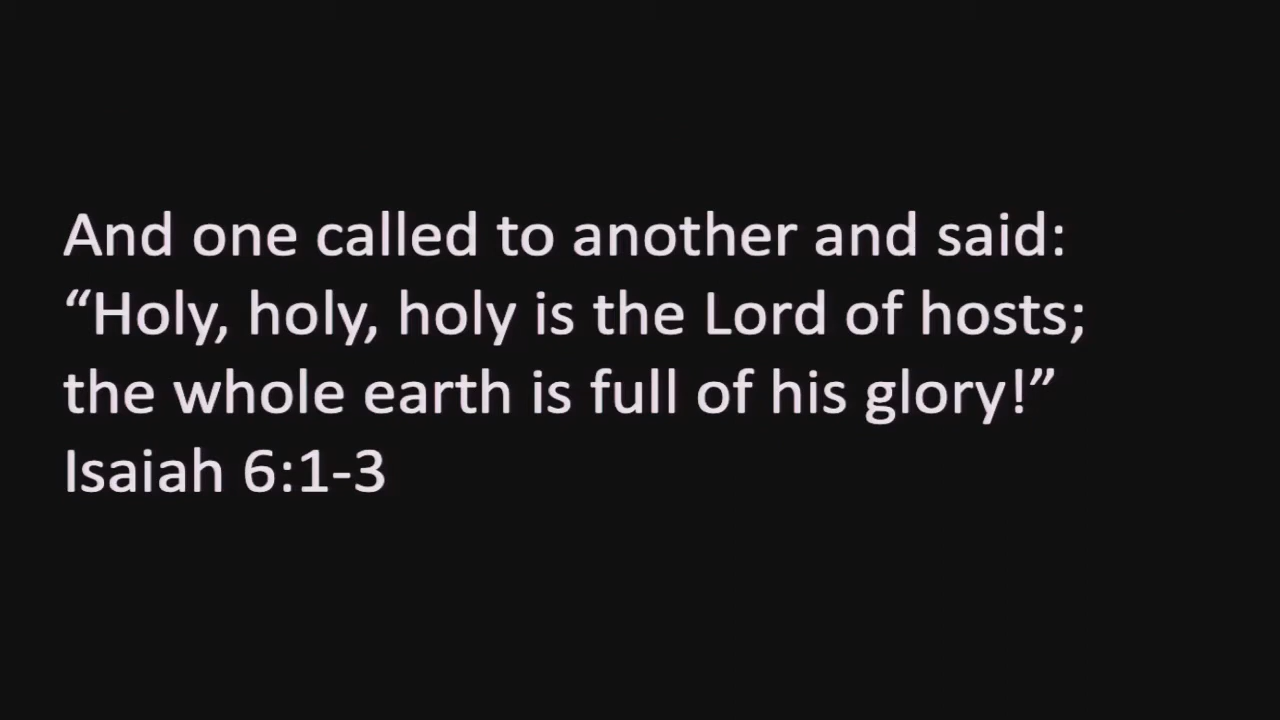 And one called to another and said:
“Holy, holy, holy is the Lord of hosts;
the whole earth is full of his glory!”
Isaiah 6:1-3